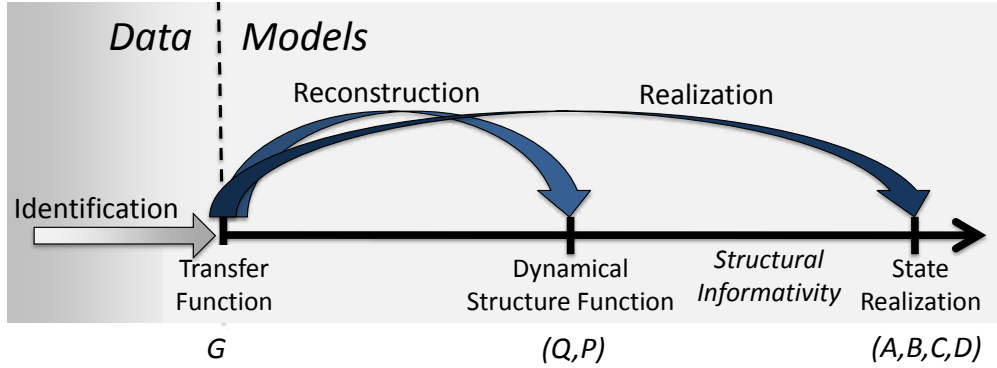 Data Models
Reconstruction Realization
Identification
Transfer
Function
Dynamical
Structure Function
Structural
Informativity
State
Realization
G (Q,P) (A,B,C,D)